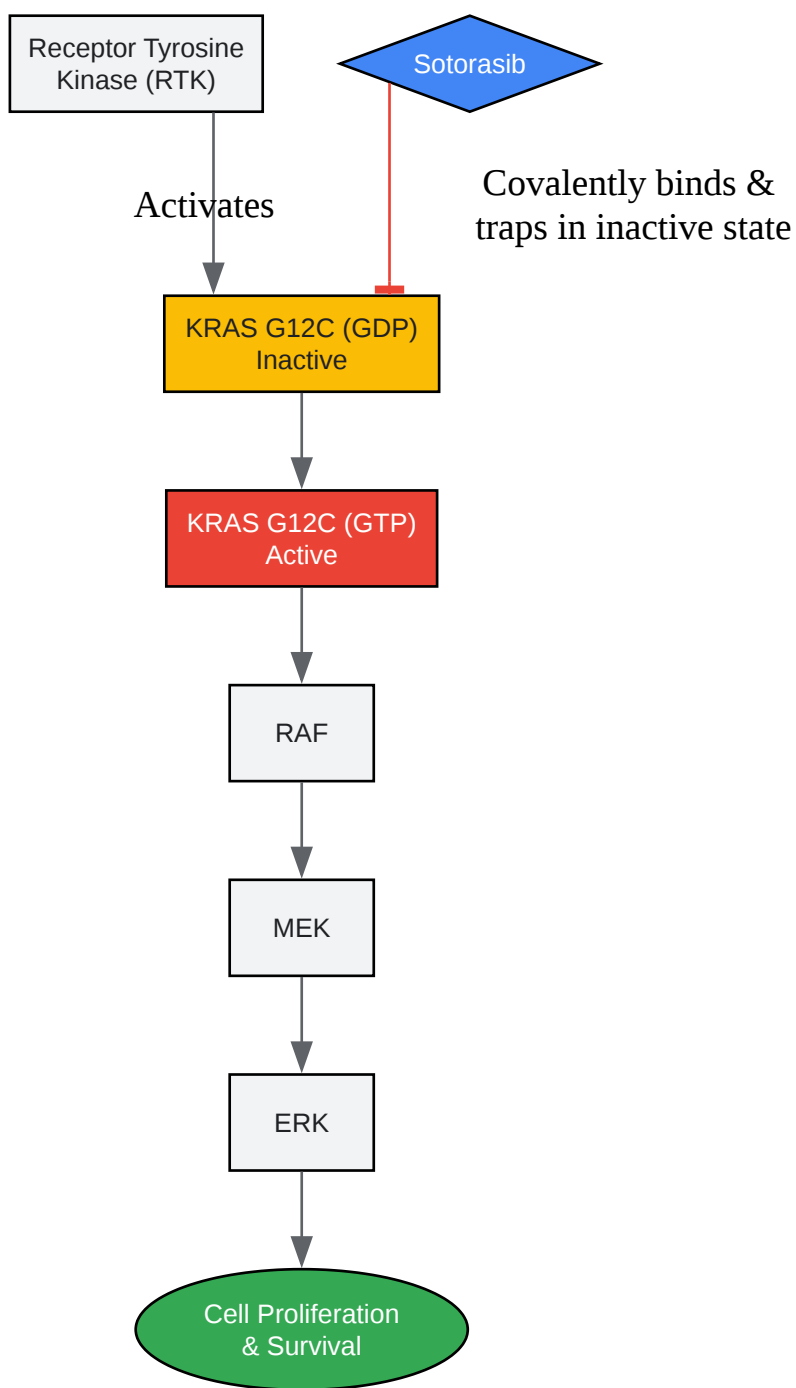 Receptor Tyrosine
Kinase (RTK)
Sotorasib
Activates
Covalently binds &
traps in inactive state
KRAS G12C (GDP)
Inactive
KRAS G12C (GTP)
Active
RAF
MEK
ERK
Cell Proliferation
& Survival